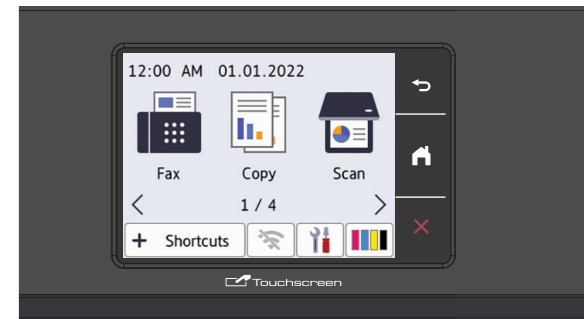 12:00 AM 01.01.2022
Fax Copy Scan
1 / 4
+ Shortcuts
Touchscreen